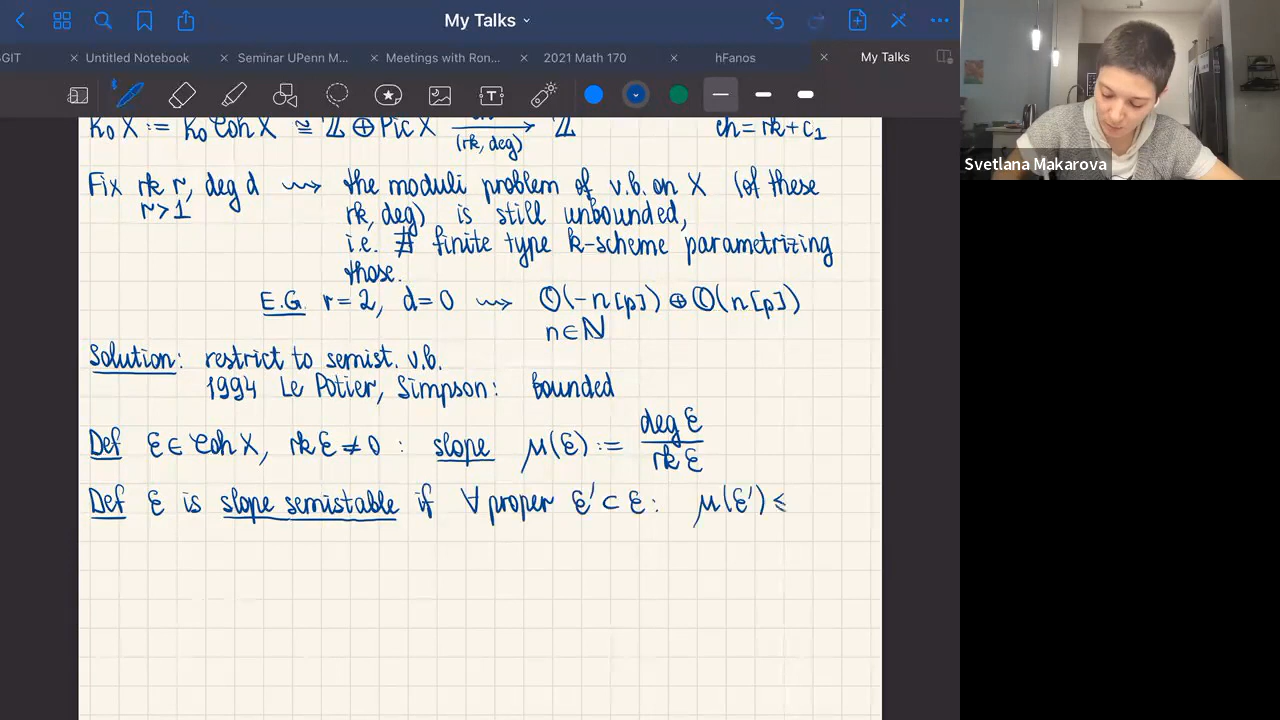 My Talks
GIT
Untitled Notebook
Seminar UPenn M...
Meetings with Ron...
2021 Math 170
hFanos
My Talks
K₀X := K₀ Coh X ≅ ℤ ⊕ Pic X ch→ (rk, deg) ℤ² ch = rk + c₁
Fix rk r, deg d ⇝ the moduli problem of v.b. on X (of these
r > 1 rk, deg) is still unbounded,
i.e. ∄ finite type k-scheme parametrizing
those.
E.G. r = 2, d = 0 ⇝ O(-n[p]) ⊕ O(n[p])
n ∈ ℕ
Solution: restrict to semist. v.b.
1994 Le Potier, Simpson: bounded
Def ℰ ∈ Coh X, rk ℰ ≠ 0 : slope μ(ℰ) := deg ℰ / rk ℰ
Def ℰ is slope semistable if ∀ proper ℰ' ⊂ ℰ : μ(ℰ') ≤
Svetlana Makarova